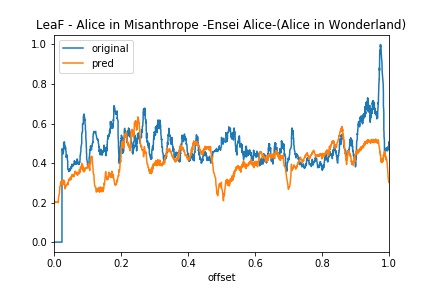 LeaF - Alice in Misanthrope -Ensei Alice-(Alice in Wonderland)
original
pred
1.0
0.8
0.6
0.4
0.2
0.0
0.0 0.2 0.4 0.6 0.8 1.0
offset